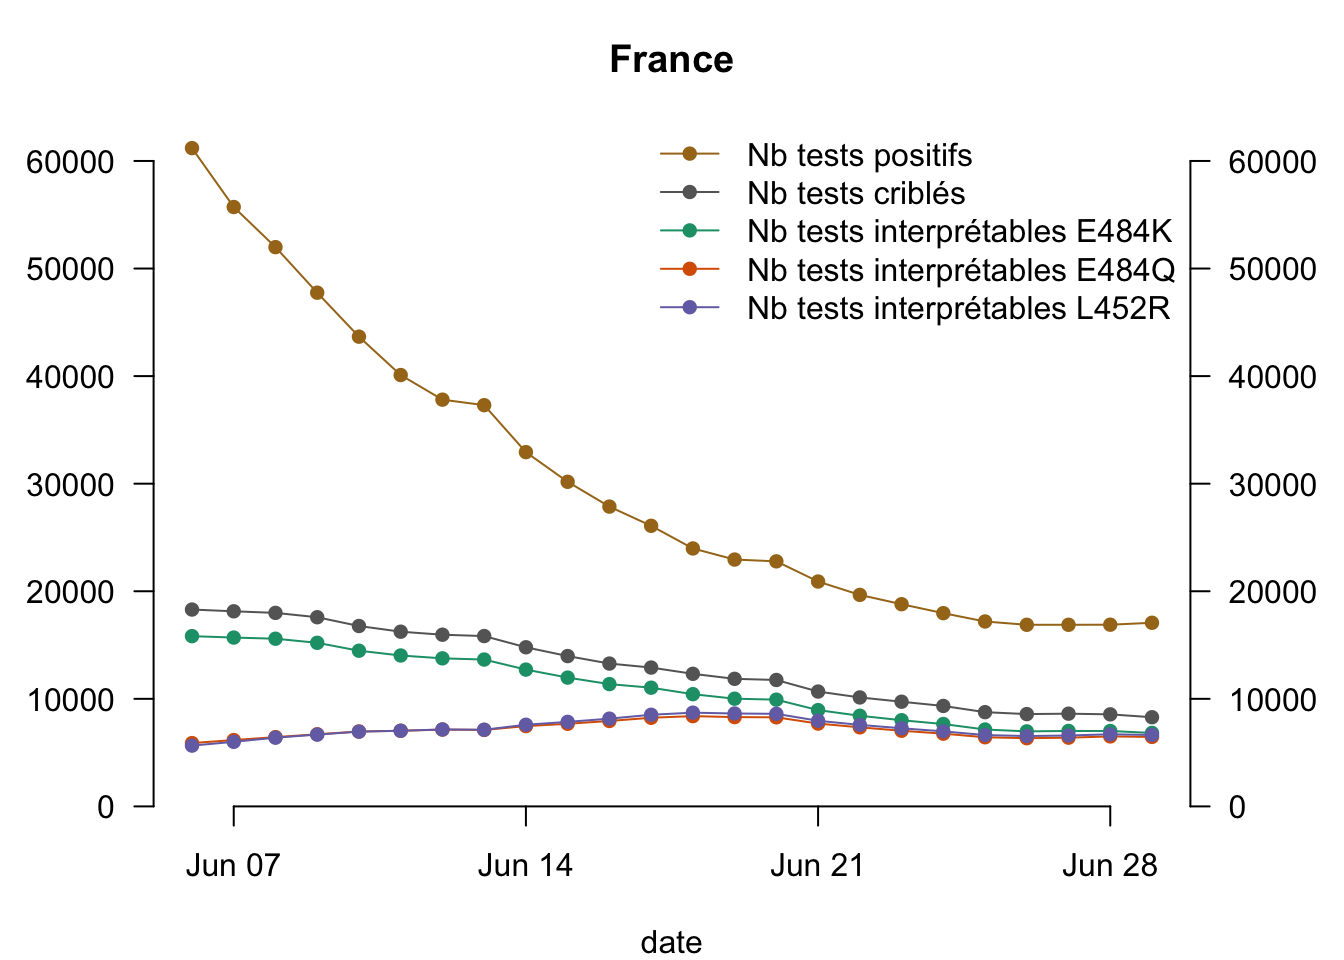 France
Nb tests positifs
Nb tests criblés
Nb tests interprétables E484K
Nb tests interprétables E484Q
Nb tests interprétables L452R
60000
50000
40000
30000
20000
10000
0
60000
50000
40000
30000
20000
10000
0
Jun 07 Jun 14 Jun 21 Jun 28
date